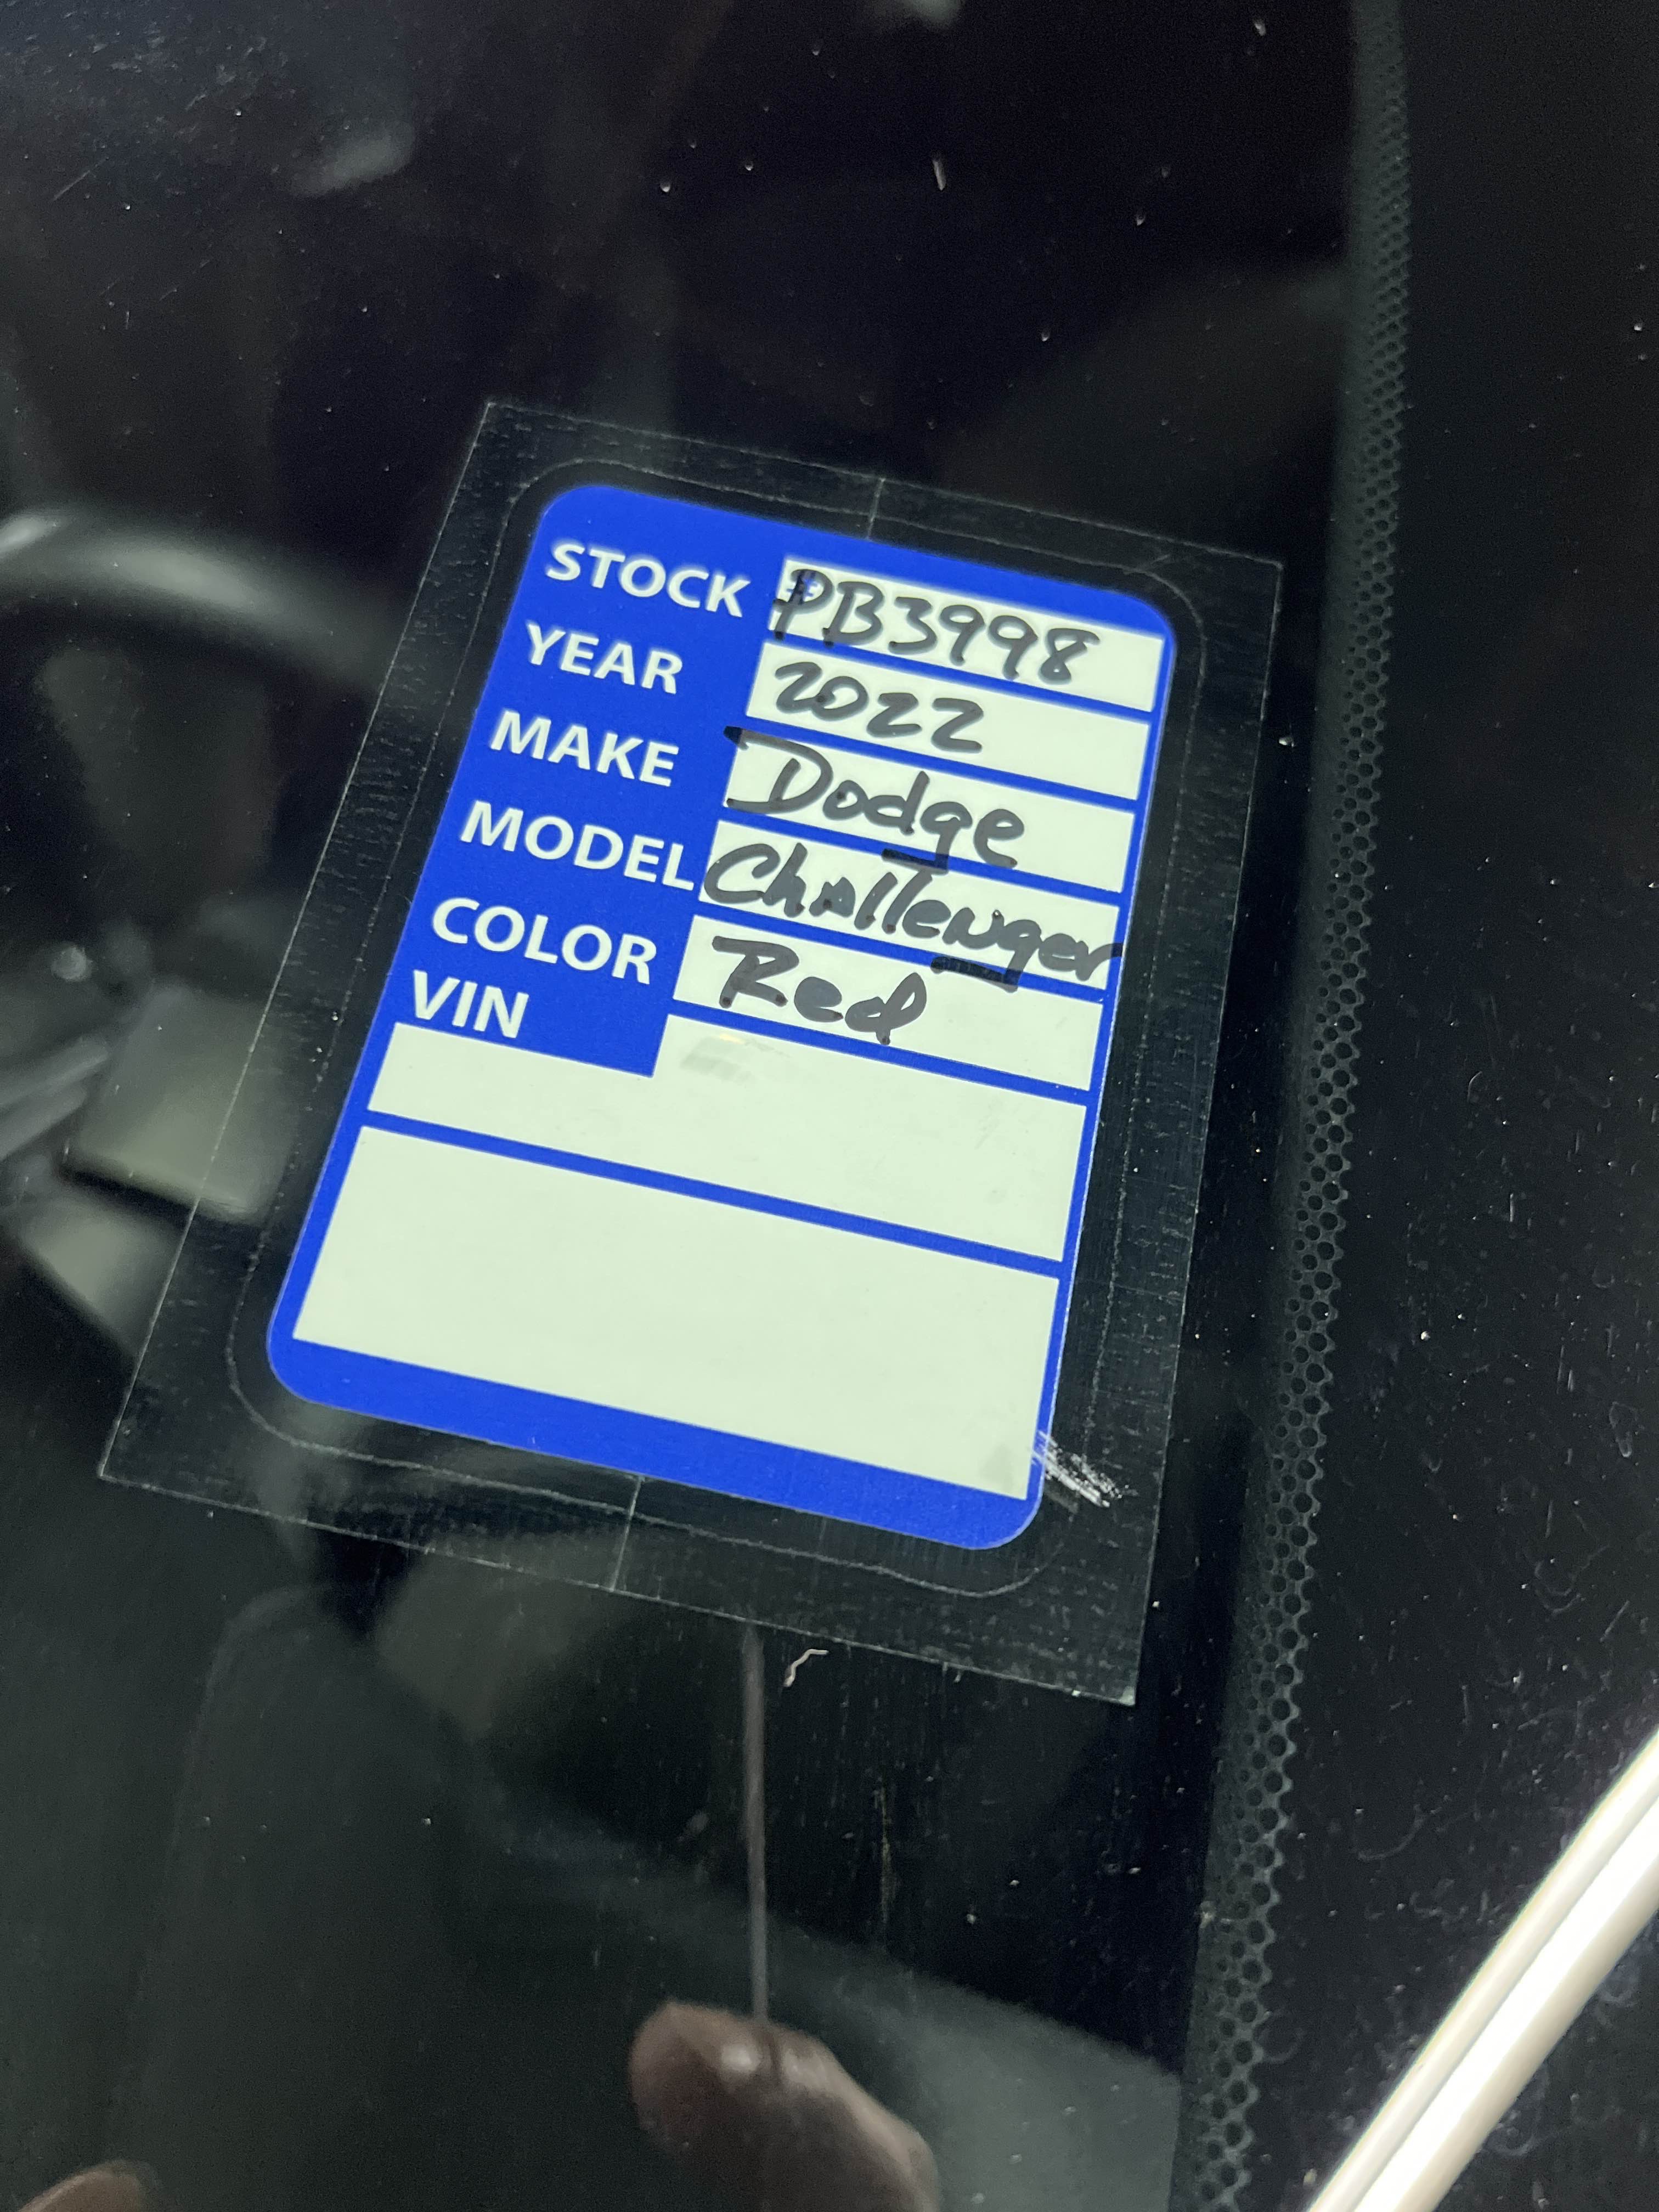 STOCK #PB3998
YEAR 2022
MAKE Dodge
MODEL Challenger
COLOR Red
VIN